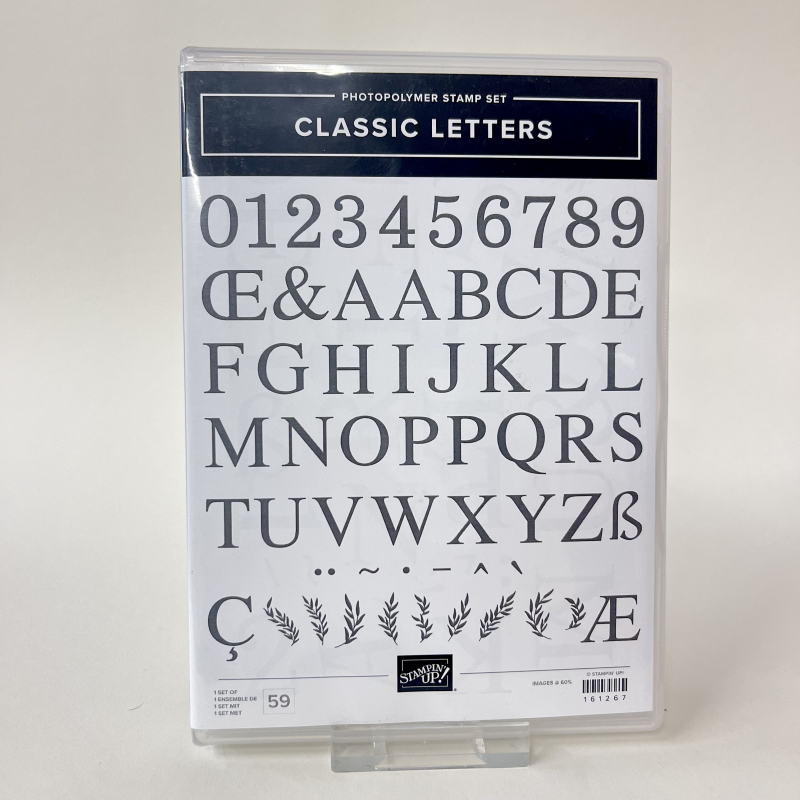 PHOTOPOLYMER STAMP SET
CLASSIC LETTERS
0123456789
Œ&AABCDE
FGHIJKLL
MNOPPQRS
TUVWXYZß
¨ ~ · – ^ `
Ç Æ
STAMPIN' UP!®
1 SET OF
1 ENSEMBLE DE
1 SET MIT
1 SET MET
59
IMAGES @ 60%
© STAMPIN' UP!
161267